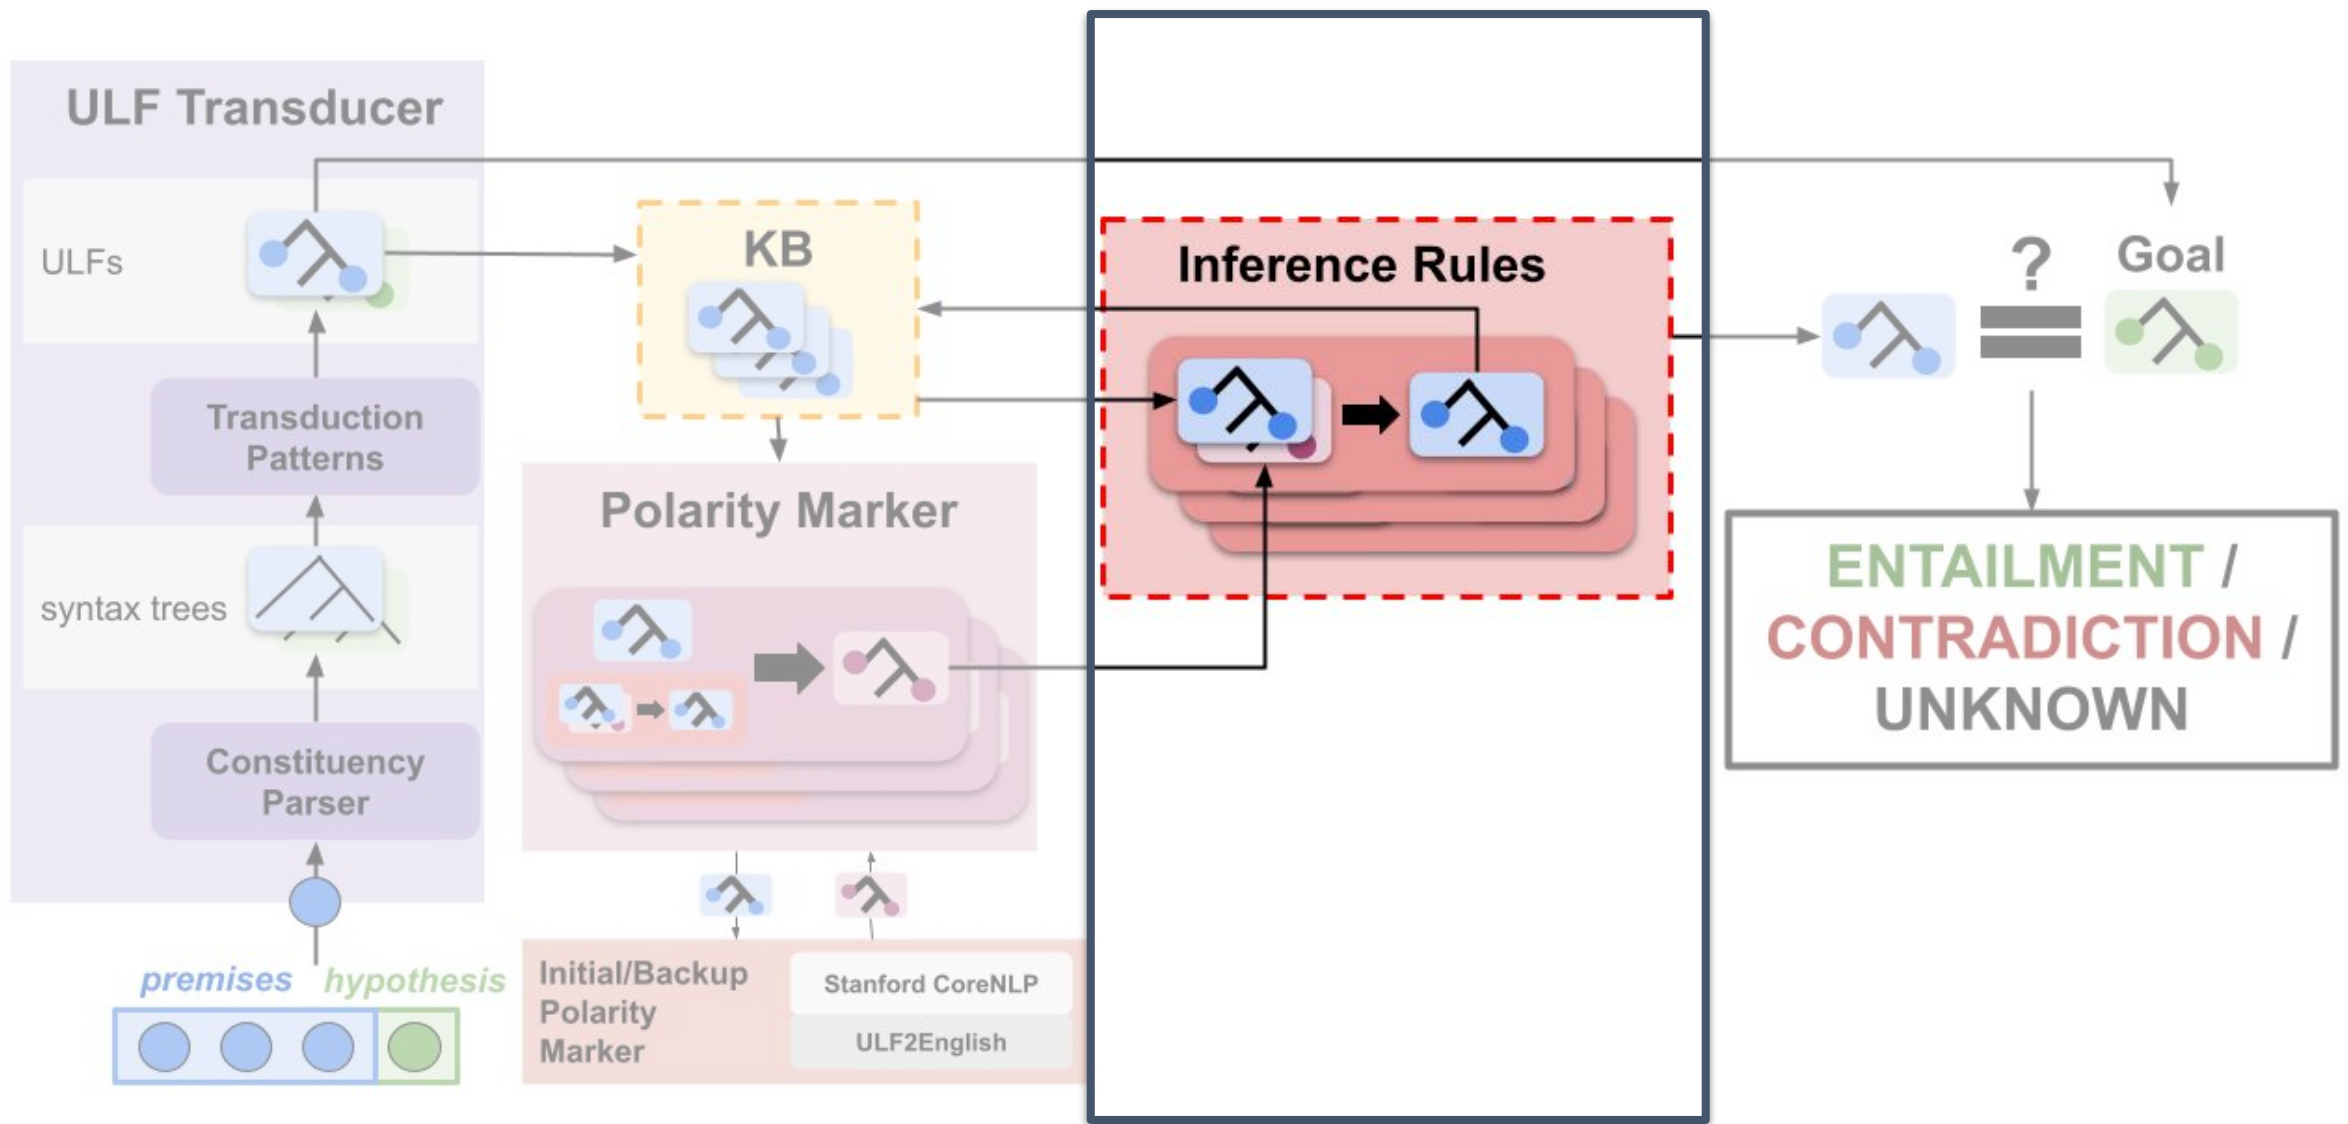 ULF Transducer
ULFs
Transduction
Patterns
syntax trees
Constituency
Parser
premises hypothesis
KB
Polarity Marker
Initial/Backup
Polarity
Marker
Stanford CoreNLP
ULF2English
Inference Rules
?
Goal
ENTAILMENT /
CONTRADICTION /
UNKNOWN